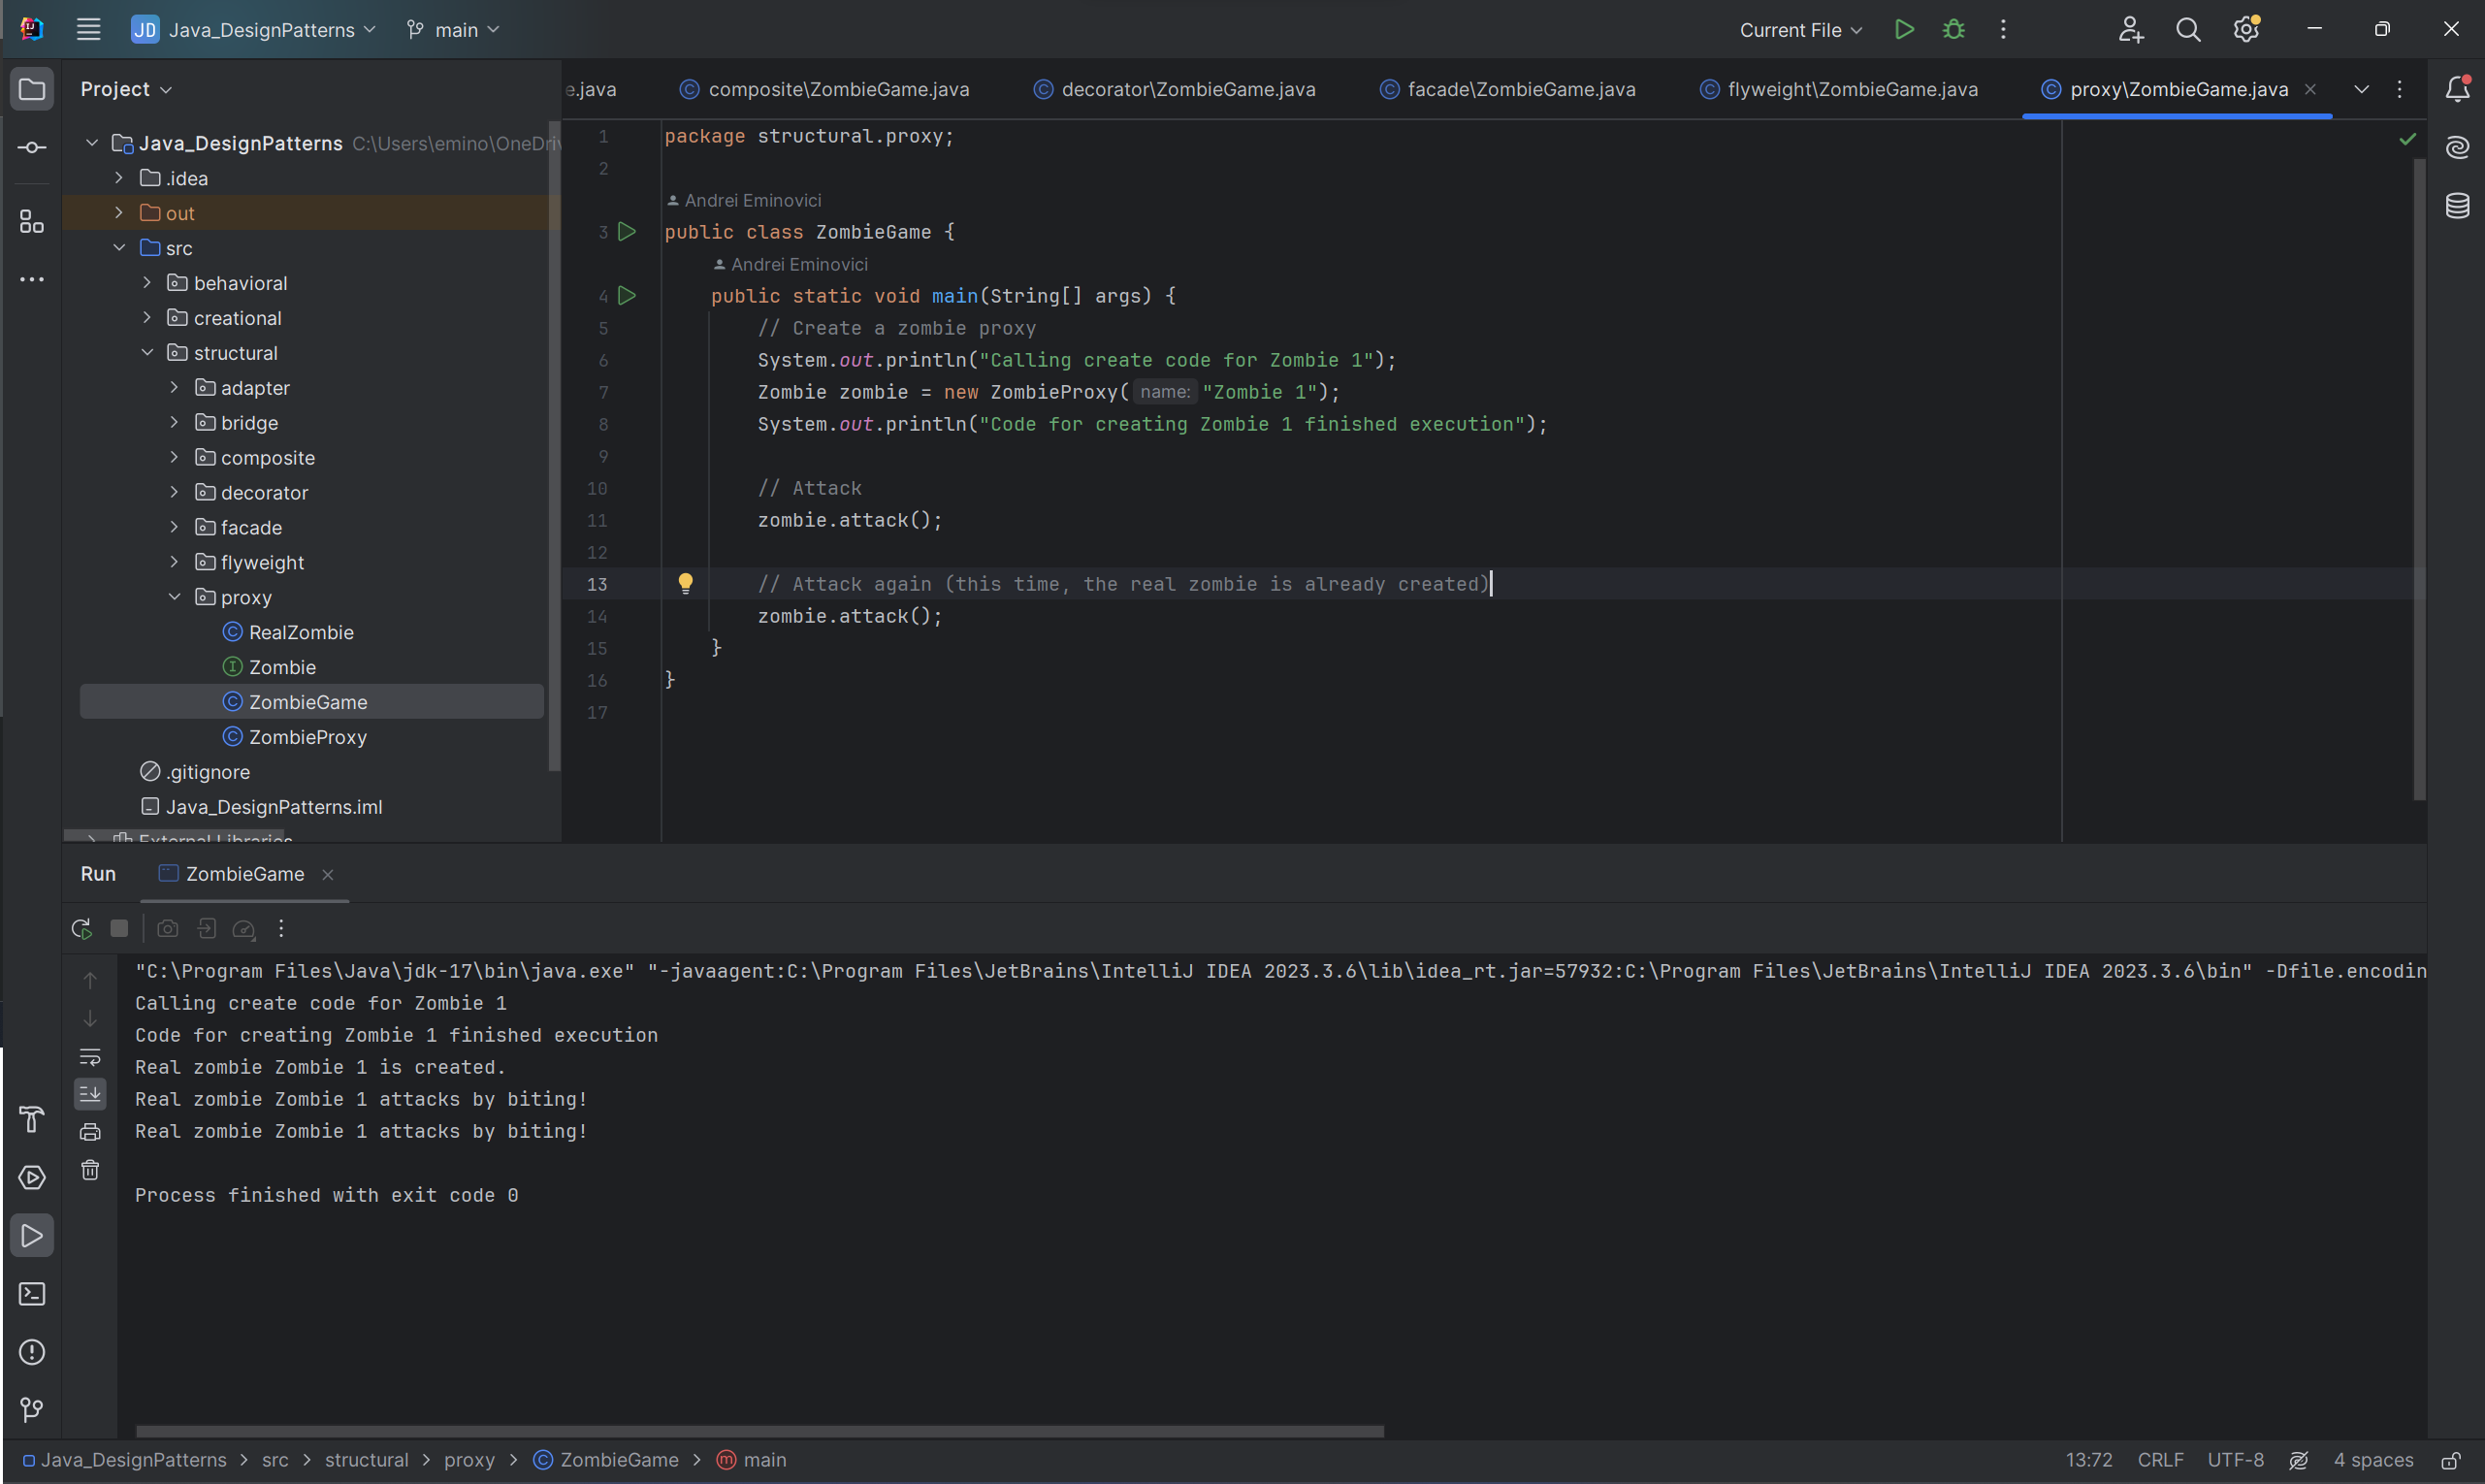 JD Java_DesignPatterns main Current File
Project
e.java composite\ZombieGame.java decorator\ZombieGame.java facade\ZombieGame.java flyweight\ZombieGame.java proxy\ZombieGame.java
Java_DesignPatterns C:\Users\emino\OneDri
.idea
out
src
behavioral
creational
structural
adapter
bridge
composite
decorator
facade
flyweight
proxy
RealZombie
Zombie
ZombieGame
ZombieProxy
.gitignore
Java_DesignPatterns.iml
External Libraries
1 package structural.proxy;
2
Andrei Eminovici
3 public class ZombieGame {
Andrei Eminovici
4 public static void main(String[] args) {
5 // Create a zombie proxy
6 System.out.println("Calling create code for Zombie 1");
7 Zombie zombie = new ZombieProxy( name: "Zombie 1");
8 System.out.println("Code for creating Zombie 1 finished execution");
9
10 // Attack
11 zombie.attack();
12
13 // Attack again (this time, the real zombie is already created)
14 zombie.attack();
15 }
16 }
17
Run ZombieGame
"C:\Program Files\Java\jdk-17\bin\java.exe" "-javaagent:C:\Program Files\JetBrains\IntelliJ IDEA 2023.3.6\lib\idea_rt.jar=57932:C:\Program Files\JetBrains\IntelliJ IDEA 2023.3.6\bin" -Dfile.encodin
Calling create code for Zombie 1
Code for creating Zombie 1 finished execution
Real zombie Zombie 1 is created.
Real zombie Zombie 1 attacks by biting!
Real zombie Zombie 1 attacks by biting!
Process finished with exit code 0
Java_DesignPatterns > src > structural > proxy > ZombieGame > main 13:72 CRLF UTF-8 4 spaces